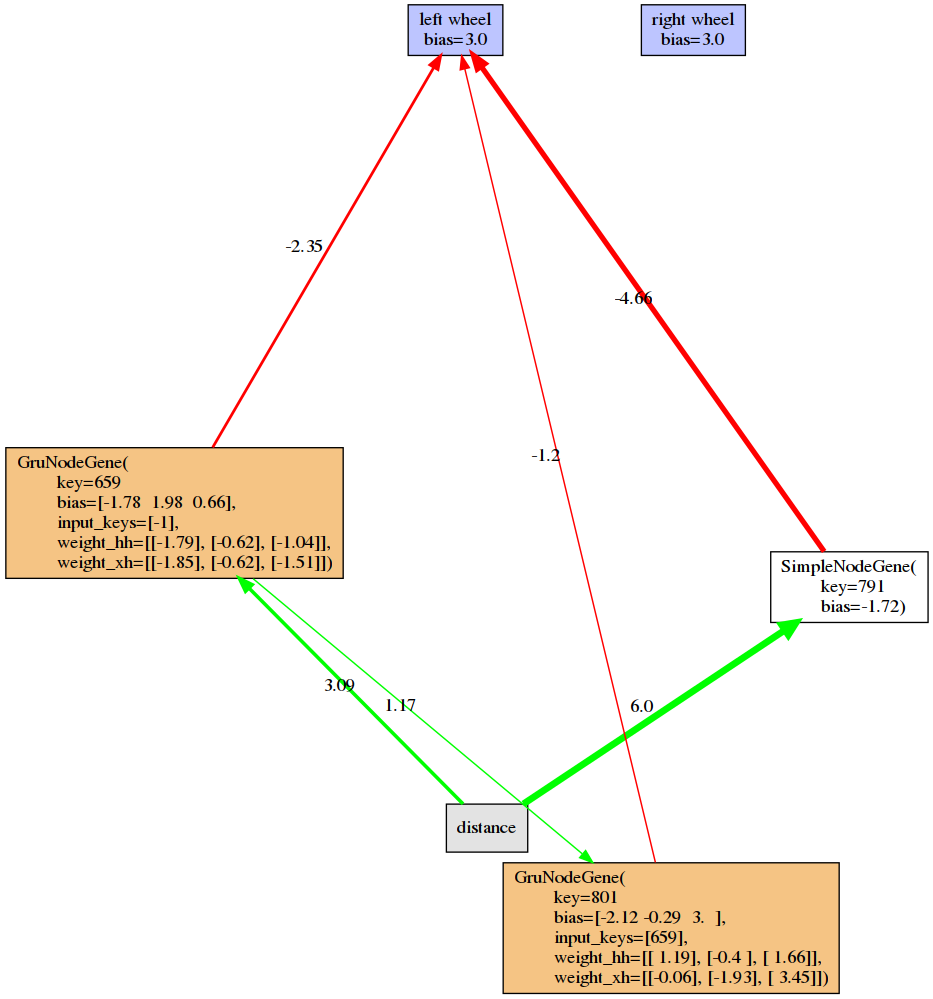 left wheel
bias=3.0
right wheel
bias=3.0
-2.35
-4.66
-1.2
GruNodeGene(
key=659
bias=[-1.78 1.98 0.66],
input_keys=[-1],
weight_hh=[[-1.79], [-0.62], [-1.04]],
weight_xh=[[-1.85], [-0.62], [-1.51]])
SimpleNodeGene(
key=791
bias=-1.72)
3.09
1.17
6.0
distance
GruNodeGene(
key=801
bias=[-2.12 -0.29 3. ],
input_keys=[659],
weight_hh=[[ 1.19], [-0.4 ], [ 1.66]],
weight_xh=[[-0.06], [-1.93], [ 3.45]])